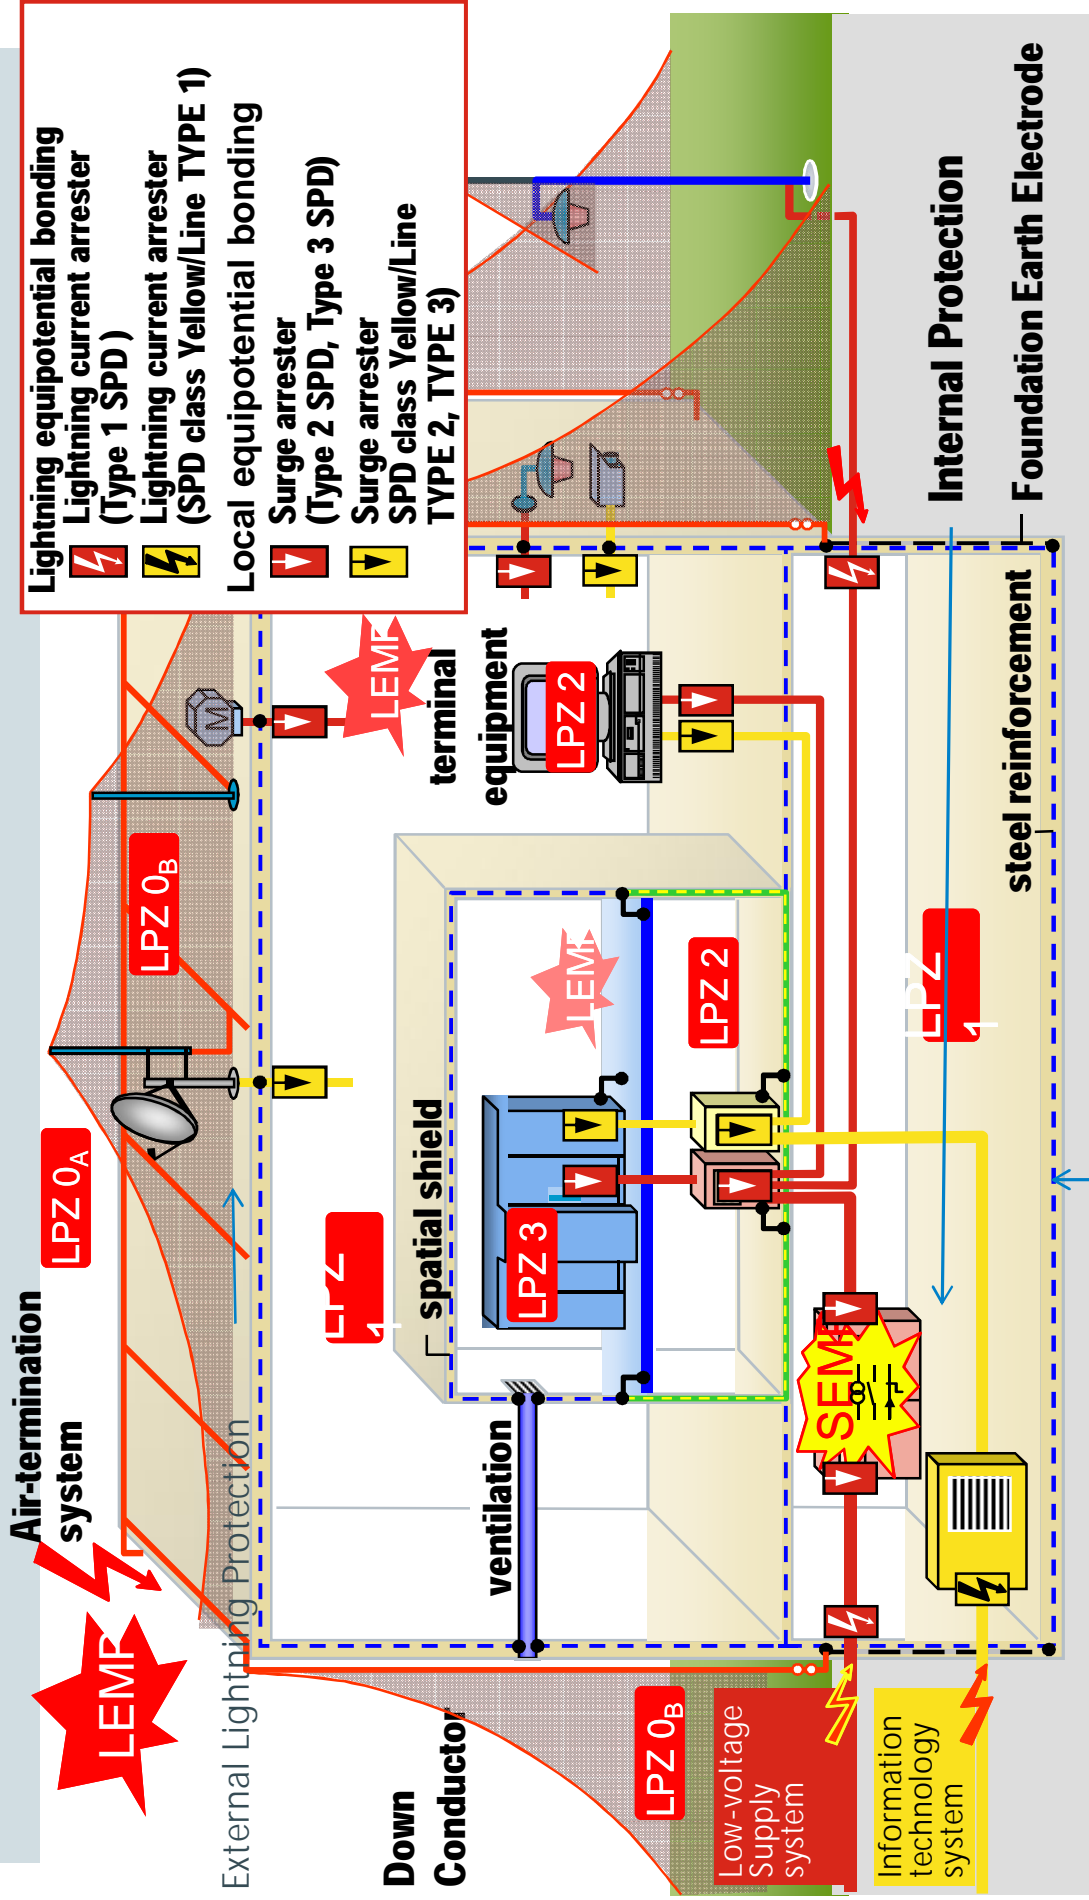 Lightning equipotential bonding
Lightning current arrester
(Type 1 SPD )
Lightning current arrester
(SPD class Yellow/Line TYPE 1)
Local equipotential bonding
Surge arrester
(Type 2 SPD, Type 3 SPD)
Surge arrester
SPD class Yellow/Line
TYPE 2, TYPE 3)
Air-termination
system
LPZ 0A
LPZ 0B
M
LEMP
LEMP
External Lightning Protection
LPZ
1
terminal
equipment
LPZ 2
spatial shield
LPZ 3
LEMP
LPZ 2
ventilation
Down
Conductor
LPZ 0B
Low-voltage
Supply
system
SEMP
Information
technology
system
LPZ
1
steel reinforcement
Internal Protection
Foundation Earth Electrode